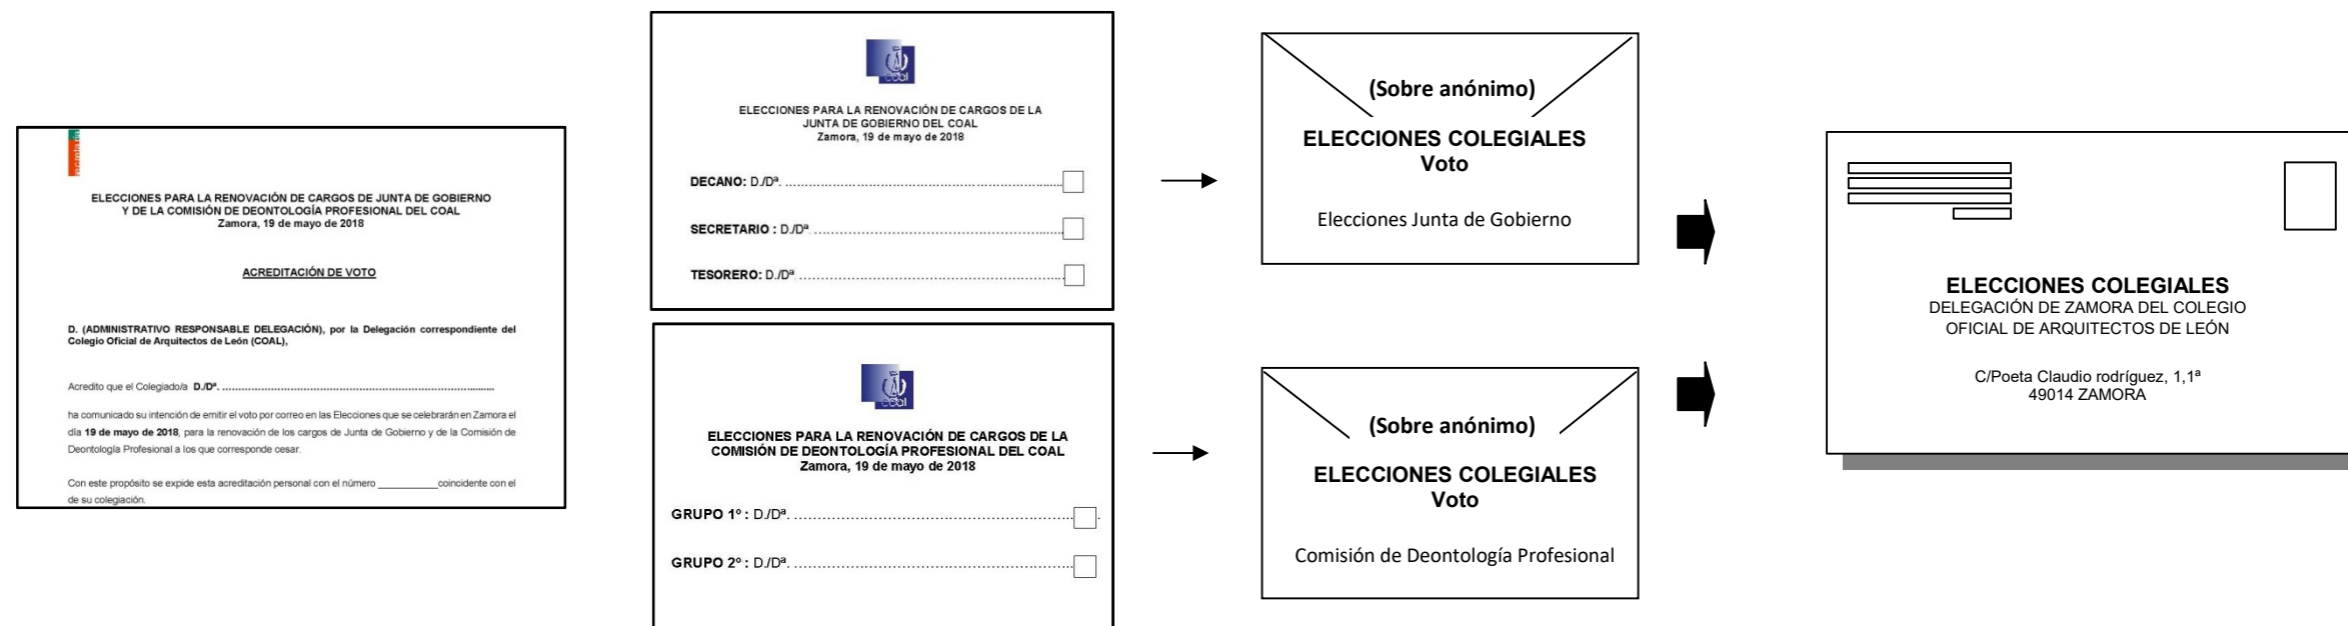 ELECCIONES PARA LA RENOVACIÓN DE CARGOS DE JUNTA DE GOBIERNO
Y DE LA COMISIÓN DE DEONTOLOGÍA PROFESIONAL DEL COAL
Zamora, 19 de mayo de 2018
ACREDITACIÓN DE VOTO
D. (ADMINISTRATIVO RESPONSABLE DELEGACIÓN), por la Delegación correspondiente del
Colegio Oficial de Arquitectos de León (COAL),
Acredito que el Colegiado/a D./Dª. ..........................................................................
ha comunicado su intención de emitir el voto por correo en las Elecciones que se celebrarán en Zamora el
día 19 de mayo de 2018, para la renovación de los cargos de Junta de Gobierno y de la Comisión de
Deontología Profesional a los que corresponde cesar.
Con este propósito se expide esta acreditación personal con el número ___________coincidente con el
de su colegiación.
coal
ELECCIONES PARA LA RENOVACIÓN DE CARGOS DE LA
JUNTA DE GOBIERNO DEL COAL
Zamora, 19 de mayo de 2018
DECANO: D./Dª. ......................................................................
SECRETARIO : D./Dª ................................................................
TESORERO: D./Dª ....................................................................
coal
ELECCIONES PARA LA RENOVACIÓN DE CARGOS DE LA
COMISIÓN DE DEONTOLOGÍA PROFESIONAL DEL COAL
Zamora, 19 de mayo de 2018
GRUPO 1º : D./Dª. ......................................................................
GRUPO 2º : D./Dª. ......................................................................
(Sobre anónimo)
ELECCIONES COLEGIALES
Voto
Elecciones Junta de Gobierno
(Sobre anónimo)
ELECCIONES COLEGIALES
Voto
Comisión de Deontología Profesional
ELECCIONES COLEGIALES
DELEGACIÓN DE ZAMORA DEL COLEGIO
OFICIAL DE ARQUITECTOS DE LEÓN
C/Poeta Claudio rodríguez, 1,1ª
49014 ZAMORA